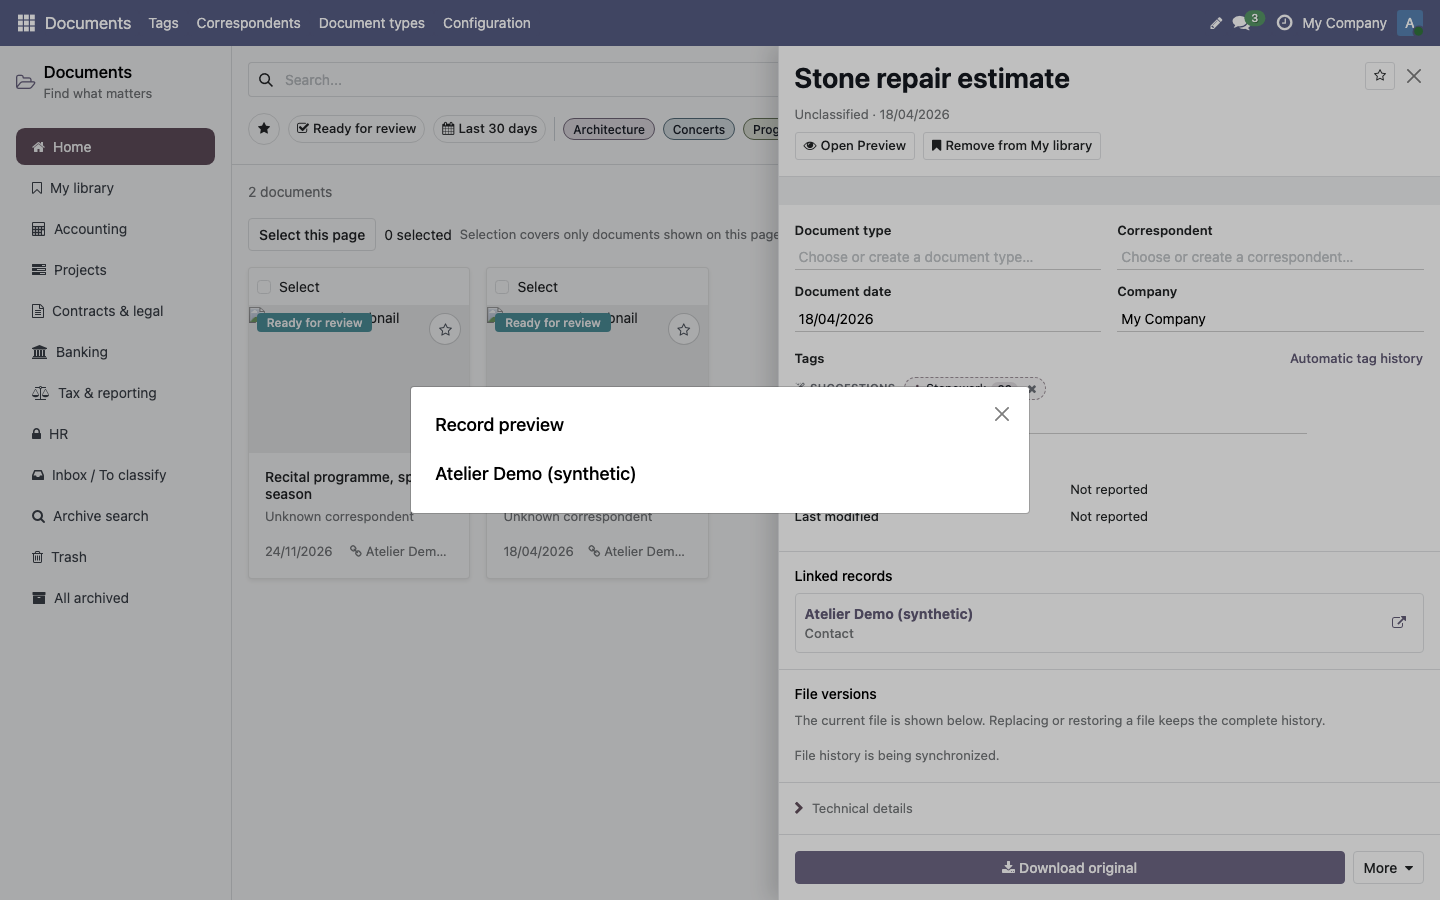 Documents Tags Correspondents Document types Configuration
3 My Company A
Documents
Find what matters
Home
My library
Accounting
Projects
Contracts & legal
Banking
Tax & reporting
HR
Inbox / To classify
Archive search
Trash
All archived
Search...
Ready for review Last 30 days Architecture Concerts
2 documents
Select this page 0 selected Selection covers only documents shown on this page
Select
Ready for review
Recital programme,
season
Unknown correspondent
24/11/2026 Atelier Dem...
Select
Ready for review
Unknown correspondent
18/04/2026 Atelier Dem...
Record preview
Atelier Demo (synthetic)
Stone repair estimate
Unclassified · 18/04/2026
Open Preview Remove from My library
Document type Correspondent
Choose or create a document type... Choose or create a correspondent...
Document date Company
18/04/2026 My Company
Tags Automatic tag history
Not reported
Last modified Not reported
Linked records
Atelier Demo (synthetic)
Contact
File versions
The current file is shown below. Replacing or restoring a file keeps the complete history.
File history is being synchronized.
Technical details
Download original More